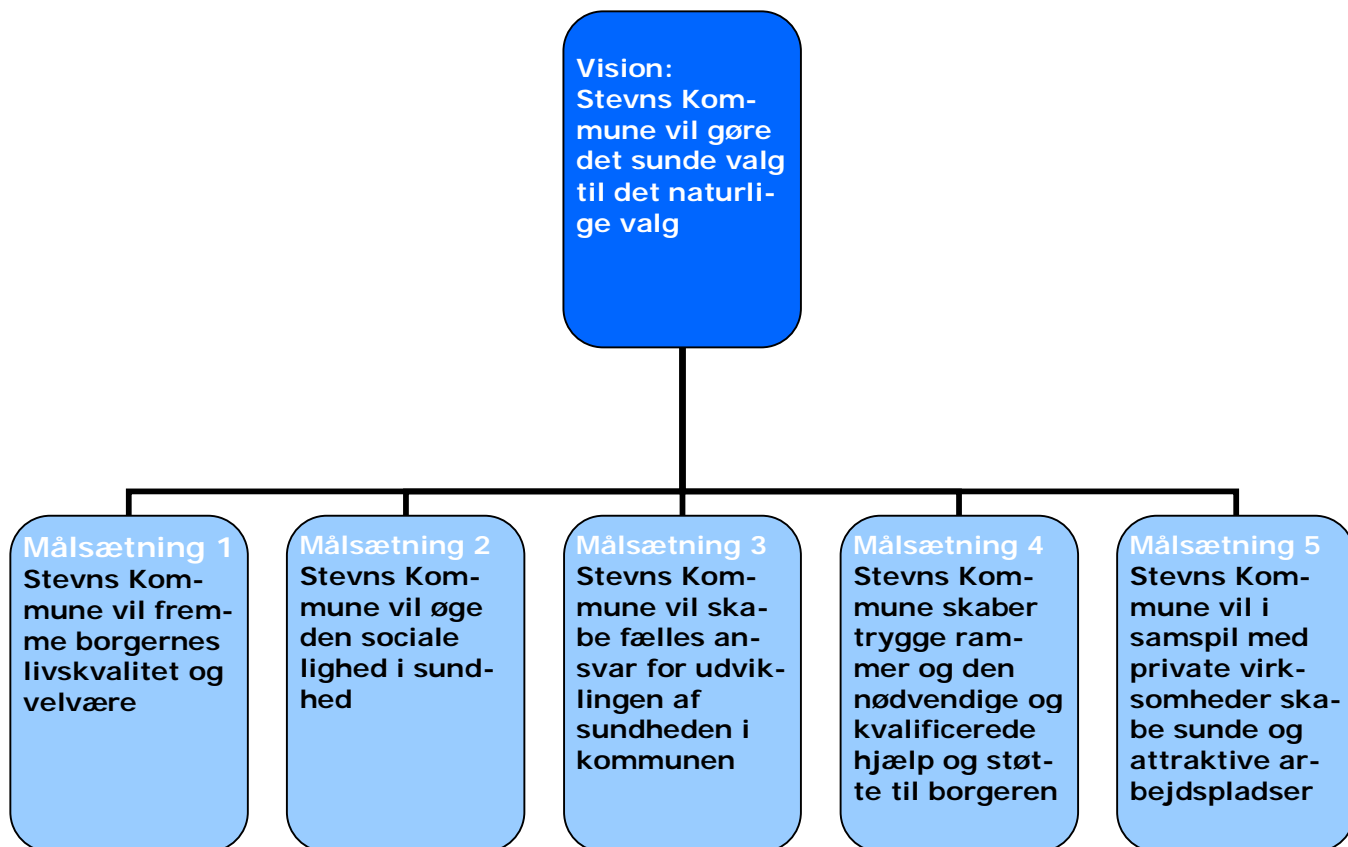 Vision:
Stevns Kom-
mune vil gøre
det sunde valg
til det naturli-
ge valg
Målsætning 1
Stevns Kom-
mune vil frem-
me borgernes
livskvalitet og
velvære
Målsætning 2
Stevns Kom-
mune vil øge
den sociale
lighed i sund-
hed
Målsætning 3
Stevns Kom-
mune vil ska-
be fælles an-
svar for udvik-
lingen af
sundheden i
kommunen
Målsætning 4
Stevns Kom-
mune skaber
trygge ram-
mer og den
nødvendige og
kvalificerede
hjælp og støt-
te til borgeren
Målsætning 5
Stevns Kom-
mune vil i
samspil med
private virk-
somheder ska-
be sunde og
attraktive ar-
bejdspladser